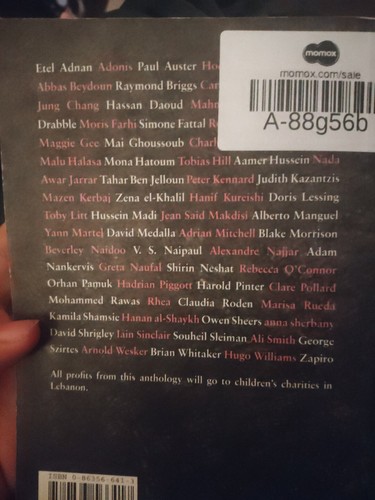 momox
momox.com/sale
A-88g56b
Etel Adnan Adonis Paul Auster
Abbas Beydoun Raymond Briggs
Jung Chang Hassan Daoud
Drabble Moris Farhi Simone Fattal
Maggie Gee Mai Ghoussoub
Malu Halasa Mona Hatoum Tobias Hill Aamer Hussein Nada
Awar Jarrar Tahar Ben Jelloun Peter Kennard Judith Kazantzis
Mazen Kerbaj Zena el-Khalil Hanif Kureishi Doris Lessing
Toby Litt Hussein Madi Jean Said Makdisi Alberto Manguel
Yann Martel David Medalla Adrian Mitchell Blake Morrison
Beverley Naidoo V. S. Naipaul Alexandre Najjar Adam
Nankervis Greta Naufal Shirin Neshat Rebecca O'Connor
Orhan Pamuk Hadrian Piggott Harold Pinter Clare Pollard
Mohammed Rawas Rhea Claudia Roden Marisa Rueda
Kamila Shamsie Hanan al-Shaykh Owen Sheers anna sherbany
David Shrigley Iain Sinclair Souheil Sleiman Ali Smith George
Szirtes Arnold Wesker Brian Whitaker Hugo Williams Zapiro
All profits from this anthology will go to children's charities in
Lebanon.
ISBN 0-86356-641-3